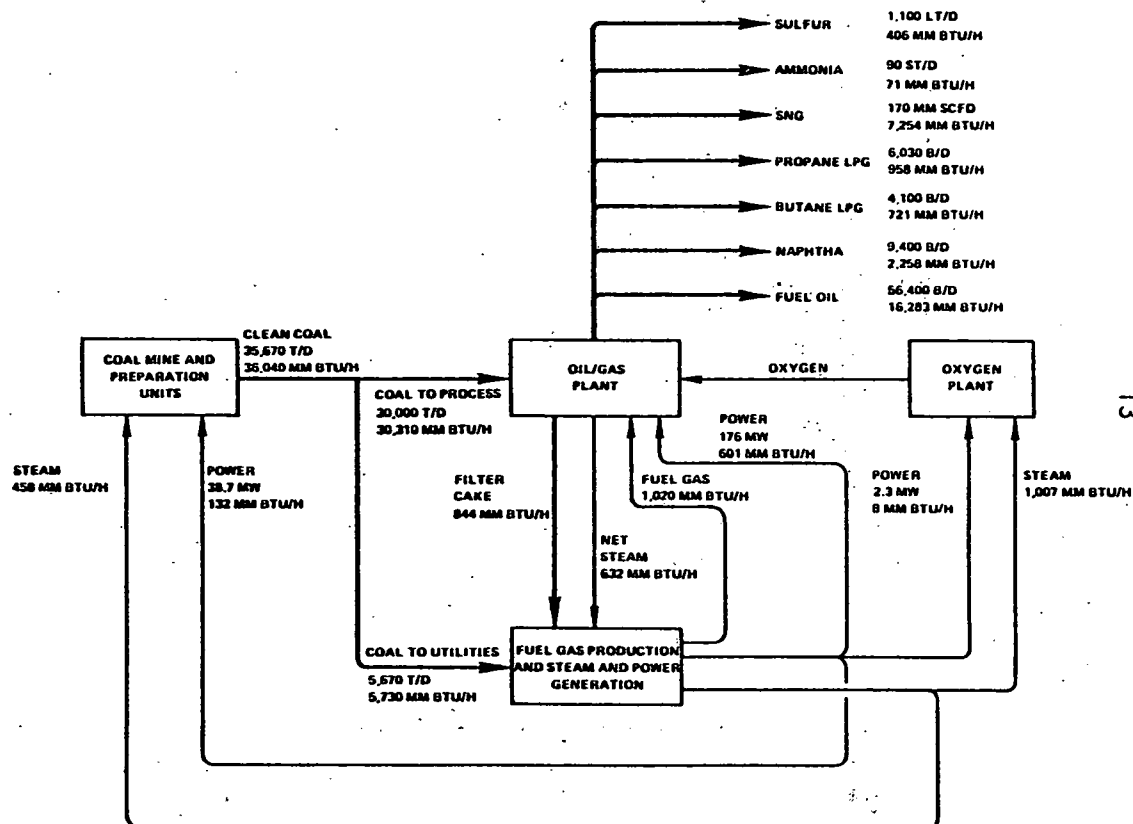 SULFUR
1,100 LT/D
406 MM BTU/H
AMMONIA
90 ST/D
71 MM BTU/H
SNG
170 MM SCFD
7,254 MM BTU/H
PROPANE LPG
6,030 B/D
958 MM BTU/H
BUTANE LPG
4,100 B/D
721 MM BTU/H
NAPHTHA
9,400 B/D
2,258 MM BTU/H
FUEL OIL
56,400 B/D
16,283 MM BTU/H
COAL MINE AND
PREPARATION
UNITS
CLEAN COAL
35,670 T/D
36,040 MM BTU/H
COAL TO PROCESS
30,000 T/D
30,310 MM BTU/H
OIL/GAS
PLANT
OXYGEN
OXYGEN
PLANT
13
STEAM
458 MM BTU/H
POWER
38.7 MW
132 MM BTU/H
FILTER
CAKE
844 MM BTU/H
NET
STEAM
632 MM BTU/H
FUEL GAS
1,020 MM BTU/H
POWER
176 MW
601 MM BTU/H
POWER
2.3 MW
8 MM BTU/H
STEAM
1,007 MM BTU/H
COAL TO UTILITIES
5,670 T/D
5,730 MM BTU/H
FUEL GAS PRODUCTION
AND STEAM AND POWER
GENERATION